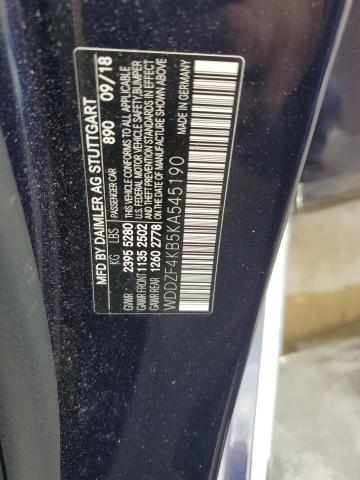 MFD BY DAIMLER AG STUTTGART
890 09/18
PASSENGER CAR
KG LBS
GVWR 2395 5280
GAWR FRONT 1135 2502
GAWR REAR 1260 2778
THIS VEHICLE CONFORMS TO ALL APPLICABLE
U.S. FEDERAL MOTOR VEHICLE SAFETY, BUMPER,
AND THEFT PREVENTION STANDARDS IN EFFECT
ON THE DATE OF MANUFACTURE SHOWN ABOVE.
WDDZF4KB5KA545190
MADE IN GERMANY